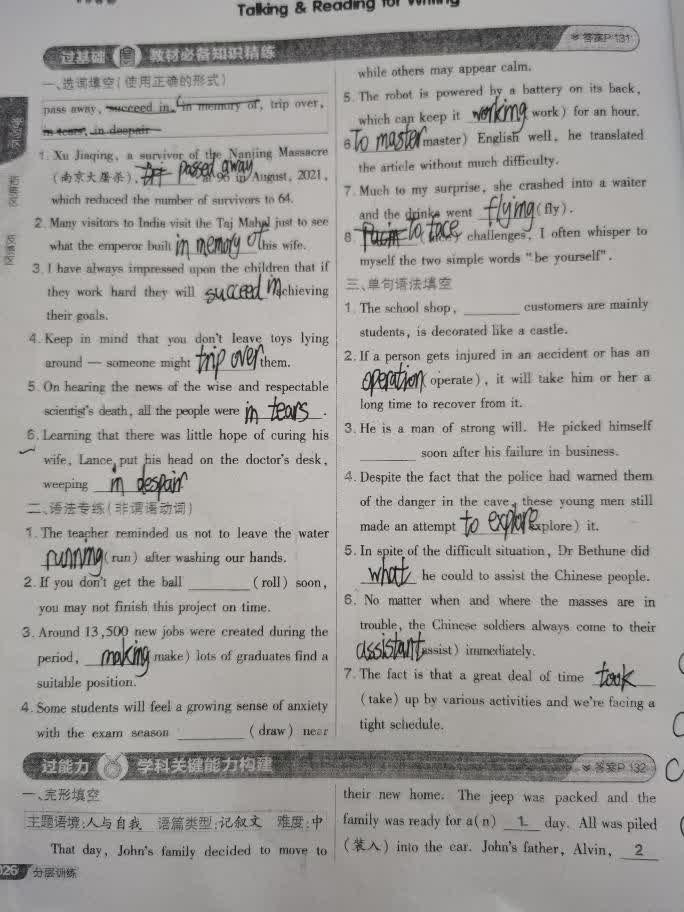 Talking & Reading for Writing
过基础 教材必备知识精练
答案P 131
一、选词填空(使用正确的形式)
pass away, succeed in, in memory of, trip over,
in tears, in despair
1. Xu Jiaqing, a survivor of the Nanjing Massacre
(南京大屠杀), passed away at 96 in August, 2021,
which reduced the number of survivors to 64.
2. Many visitors to India visit the Taj Mahal just to see
what the emperor built in memory of his wife.
3. I have always impressed upon the children that if
they work hard they will succeed in achieving
their goals.
4. Keep in mind that you don't leave toys lying
around — someone might trip over them.
5. On hearing the news of the wise and respectable
scientist's death, all the people were in tears.
6. Learning that there was little hope of curing his
wife, Lance put his head on the doctor's desk,
weeping in despair
二、语法专练(非谓语动词)
1. The teacher reminded us not to leave the water
running (run) after washing our hands.
2. If you don't get the ball ______ (roll) soon,
you may not finish this project on time.
3. Around 13,500 new jobs were created during the
period, making make) lots of graduates find a
suitable position.
4. Some students will feel a growing sense of anxiety
with the exam season ______ (draw) near
while others may appear calm.
5. The robot is powered by a battery on its back,
which can keep it working work) for an hour.
6. To master master) English well, he translated
the article without much difficulty.
7. Much to my surprise, she crashed into a waiter
and the drinks went flying (fly).
8. To face challenges, I often whisper to
myself the two simple words "be yourself".
三、单句语法填空
1. The school shop, ______ customers are mainly
students, is decorated like a castle.
2. If a person gets injured in an accident or has an
operation (operate), it will take him or her a
long time to recover from it.
3. He is a man of strong will. He picked himself
______ soon after his failure in business.
4. Despite the fact that the police had warned them
of the danger in the cave, these young men still
made an attempt to explore explore) it.
5. In spite of the difficult situation, Dr Bethune did
what he could to assist the Chinese people.
6. No matter when and where the masses are in
trouble, the Chinese soldiers always come to their
assistant assist) immediately.
7. The fact is that a great deal of time took
(take) up by various activities and we're facing a
tight schedule.
过能力 学科关键能力构建
答案P 132
一、完形填空
主题语境:人与自我 语篇类型:记叙文 难度:中
That day, John's family decided to move to
their new home. The jeep was packed and the
family was ready for a(n) 1 day. All was piled
(装入) into the car. John's father, Alvin, 2
026 分层训练